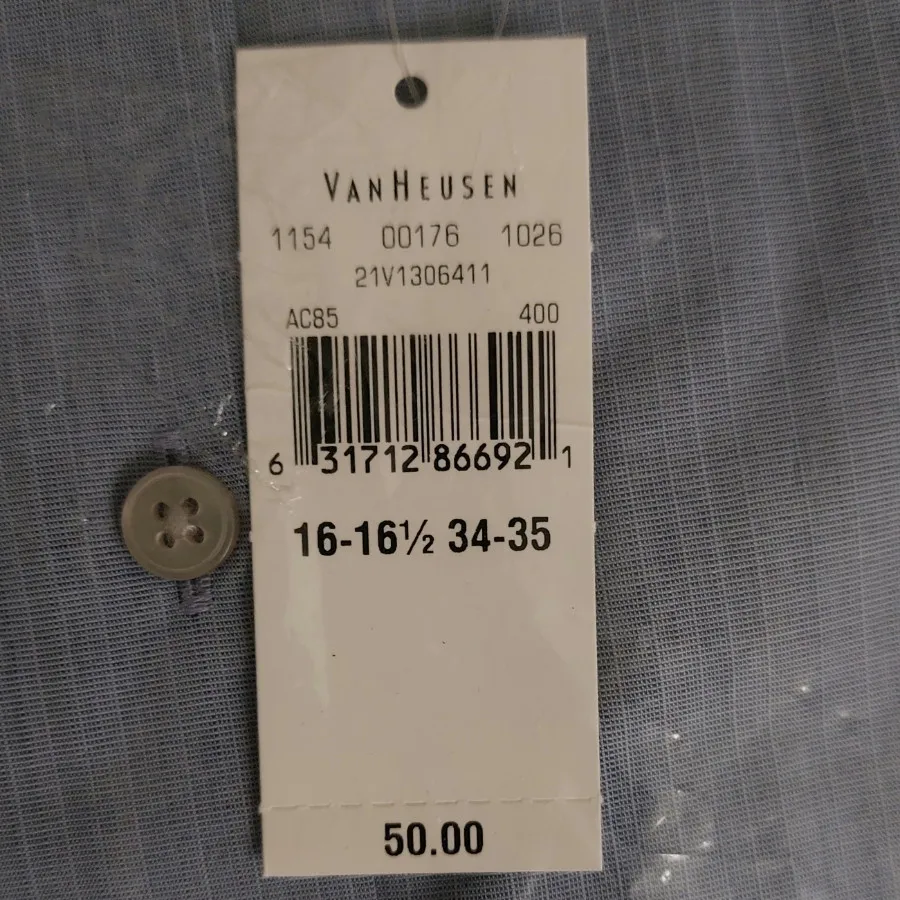 VANHEUSEN
1154 00176 1026
21V1306411
AC85 400
6 31712 86692 1
16-16½ 34-35
50.00